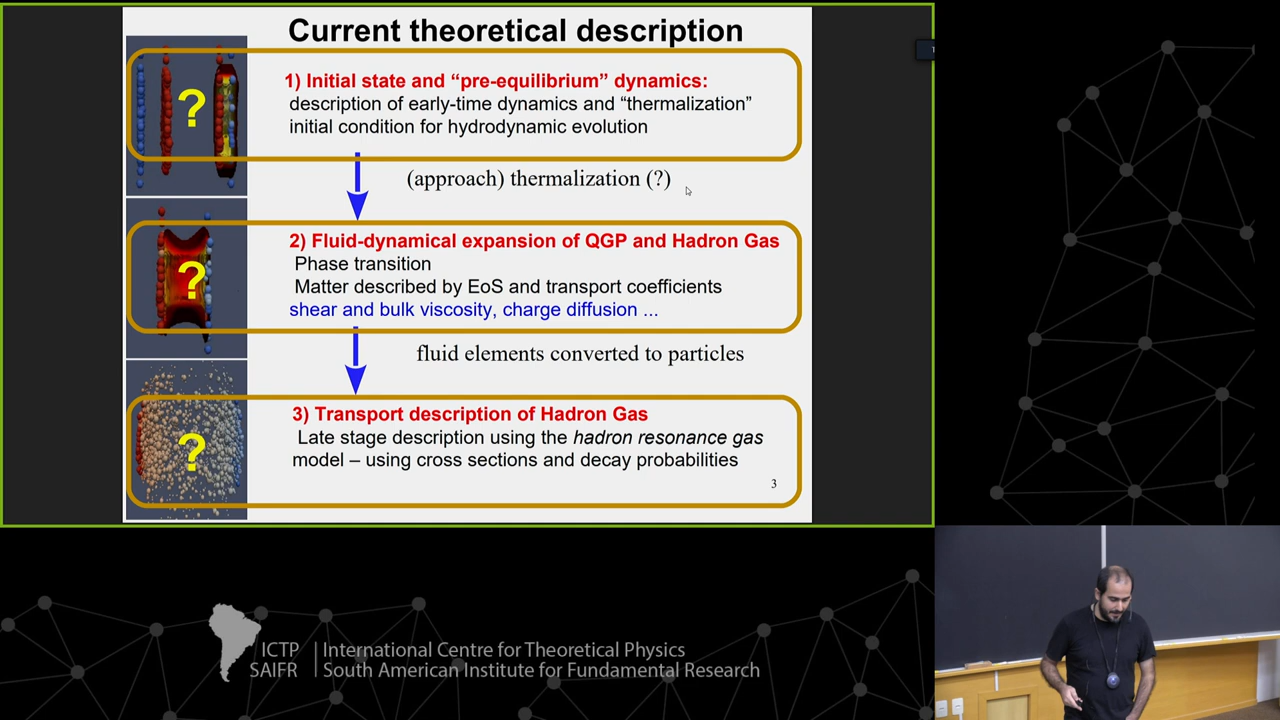 Current theoretical description
?
1) Initial state and “pre-equilibrium” dynamics:
description of early-time dynamics and “thermalization”
initial condition for hydrodynamic evolution
(approach) thermalization (?)
?
2) Fluid-dynamical expansion of QGP and Hadron Gas
Phase transition
Matter described by EoS and transport coefficients
shear and bulk viscosity, charge diffusion ...
fluid elements converted to particles
?
3) Transport description of Hadron Gas
Late stage description using the hadron resonance gas
model – using cross sections and decay probabilities
3
ICTP
SAIFR
International Centre for Theoretical Physics
South American Institute for Fundamental Research